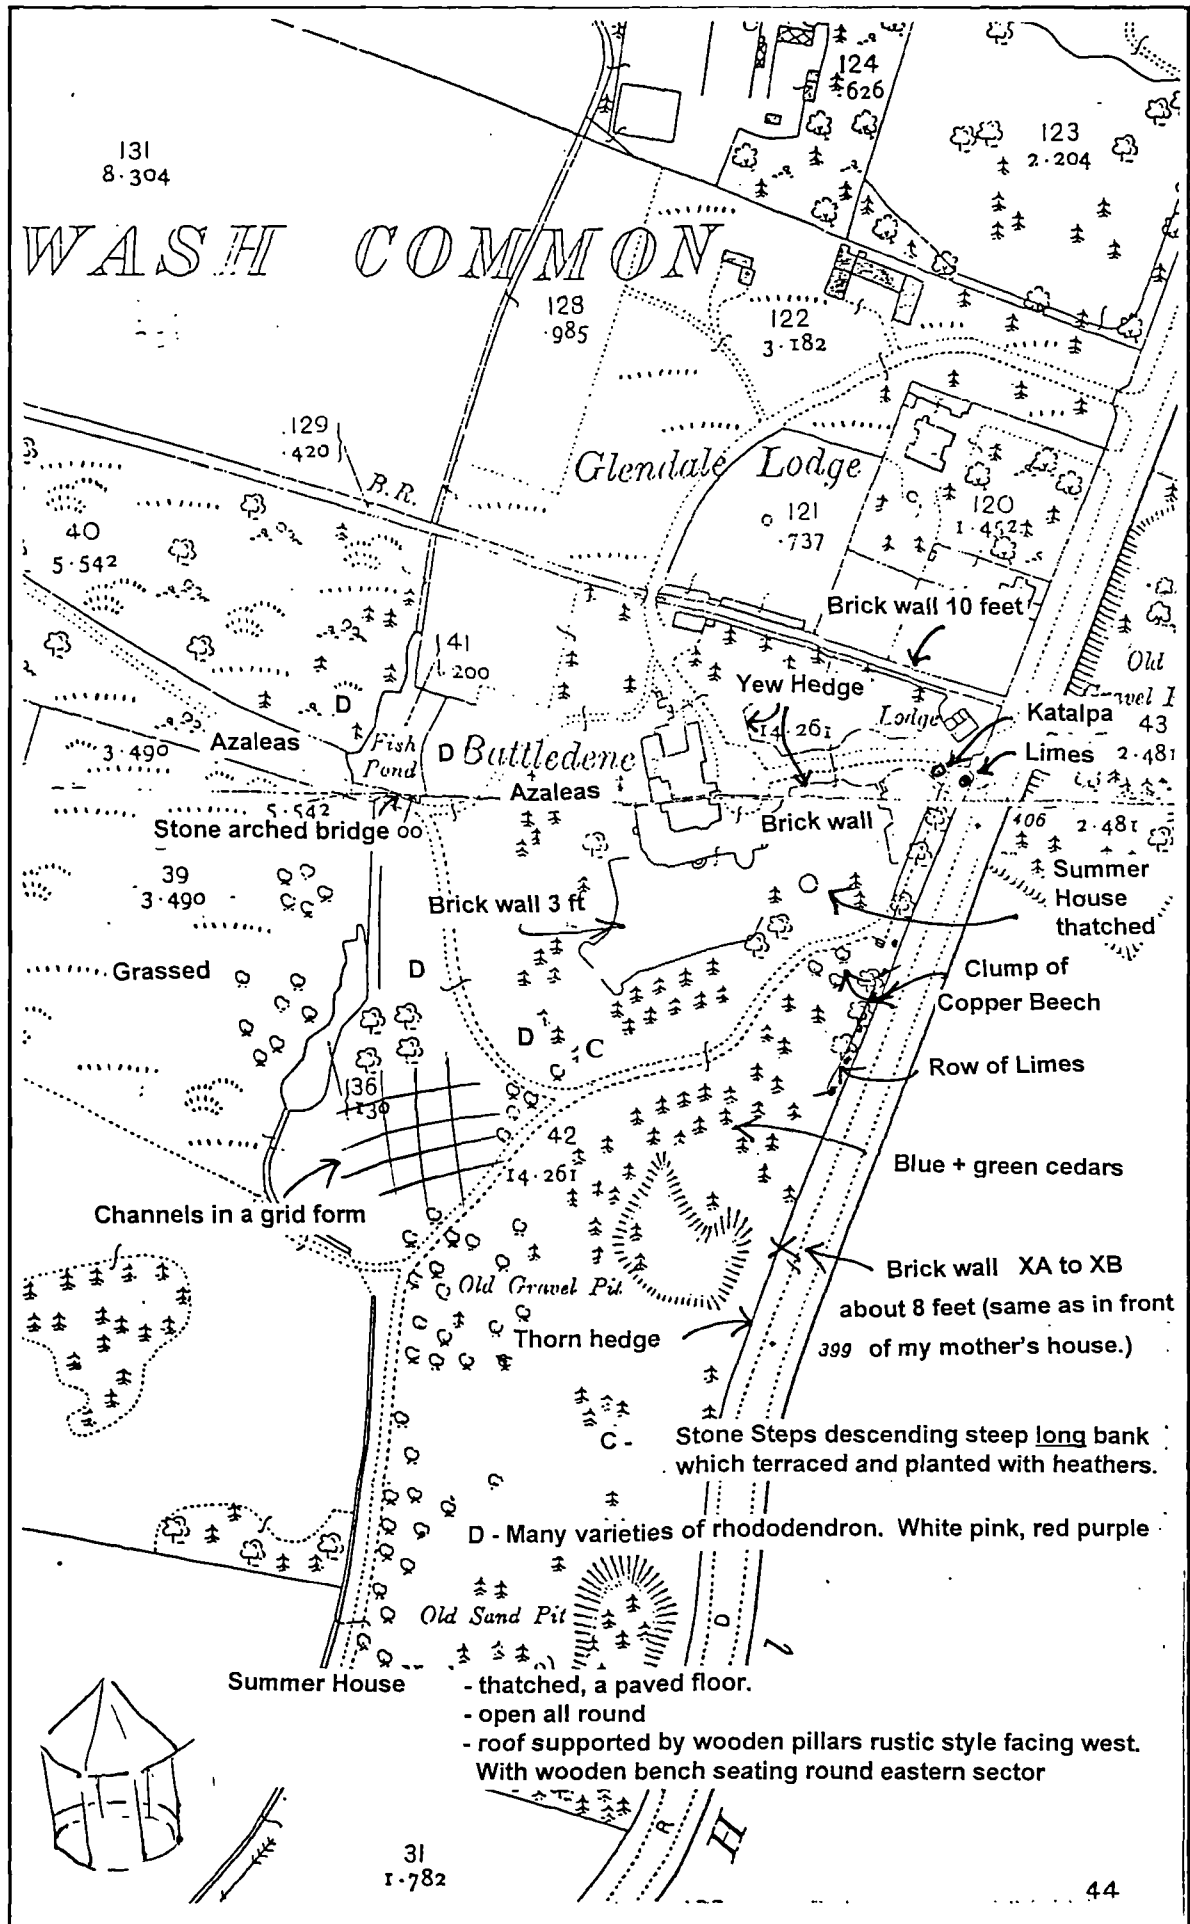 124
·626
123
2·204
131
8·304
WASH COMMON
128
·985
122
3·182
129
·420
B.R.
Glendale Lodge
121
·737
120
1·452
40
5·542
Brick wall 10 feet
41
·200
Old
Yew Hedge
Lodge
Katalpa
43
D
14·261
Azaleas
3·490
Fish
Pond
D
Battledene
Limes
2·481
Azaleas
5·542
Stone arched bridge
Brick wall
406
2·481
39
3·490
Summer
House
thatched
Brick wall 3 ft
Grassed
D
Clump of
Copper Beech
D
C
Row of Limes
136
·130
42
14·261
Blue + green cedars
Channels in a grid form
Old Gravel Pit
Brick wall XA to XB
about 8 feet (same as in front
399 of my mother's house.)
Thorn hedge
C - Stone Steps descending steep long bank
which terraced and planted with heathers.
D - Many varieties of rhododendron. White pink, red purple
Old Sand Pit
D
Summer House - thatched, a paved floor.
- open all round
- roof supported by wooden pillars rustic style facing west.
With wooden bench seating round eastern sector
R
H
31
1·782
44